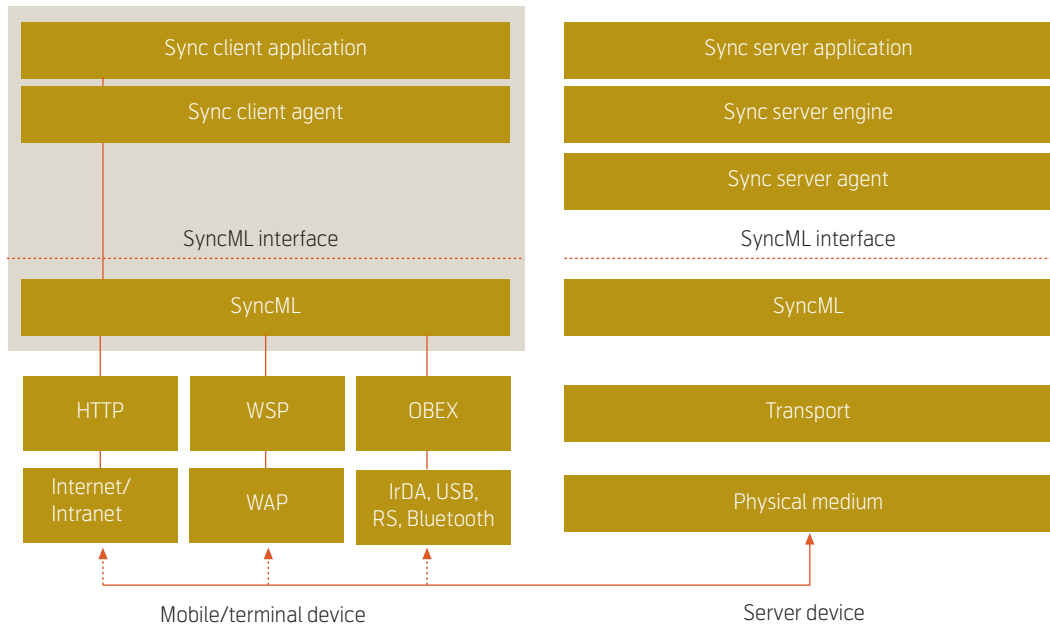 Sync client application
Sync client agent
SyncML interface
SyncML
HTTP
WSP
OBEX
Internet/
Intranet
WAP
IrDA, USB,
RS, Bluetooth
Mobile/terminal device
Sync server application
Sync server engine
Sync server agent
SyncML interface
SyncML
Transport
Physical medium
Server device